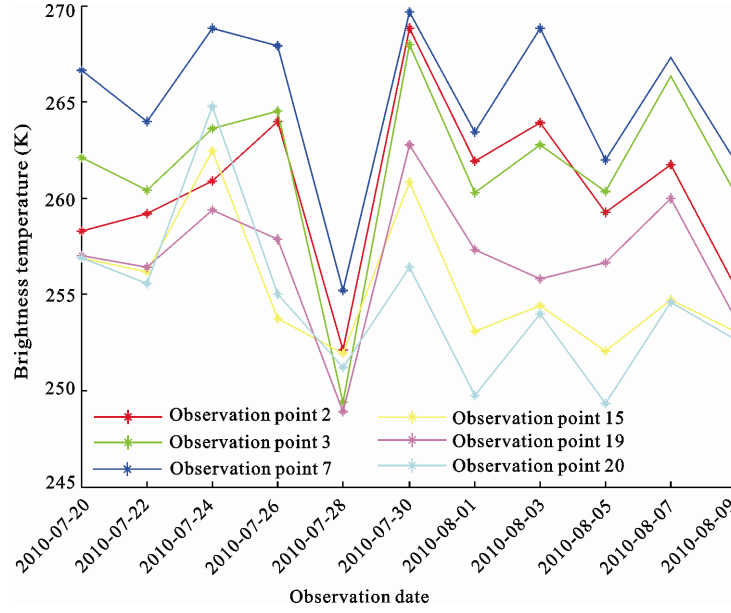 270
265
260
255
250
245
Brightness temperature (K)
Observation point 2
Observation point 3
Observation point 7
Observation point 15
Observation point 19
Observation point 20
2010-07-20
2010-07-22
2010-07-24
2010-07-26
2010-07-28
2010-07-30
2010-08-01
2010-08-03
2010-08-05
2010-08-07
2010-08-09
Observation date